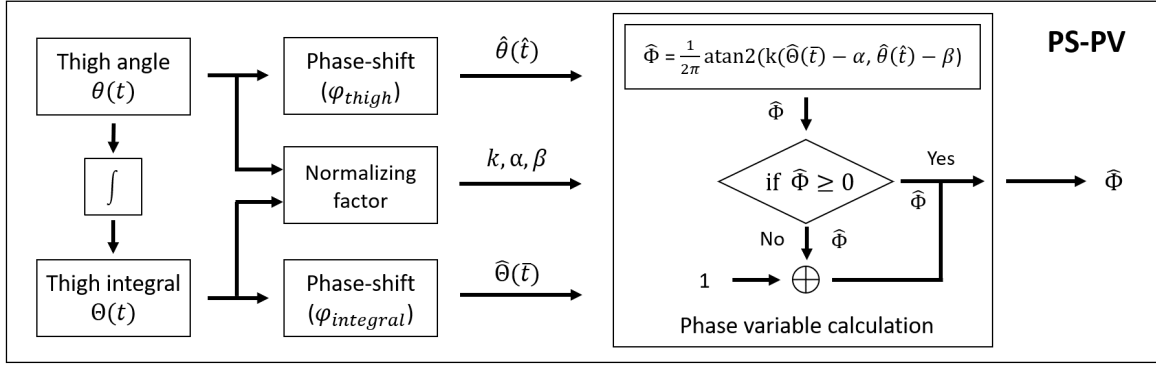 PS-PV
Thigh angle
θ(t)
Phase-shift
(φ_thigh)
θ̂(t̂)
Φ̂ = 1/2π atan2(k(Θ̂(t̄) − α, θ̂(t̂) − β)
Φ̂
∫
Normalizing
factor
k, α, β
if Φ̂ ≥ 0
Yes
Φ̂
Φ̂
No
Φ̂
Thigh integral
Θ(t)
Phase-shift
(φ_integral)
Θ̂(t̄)
1
Phase variable calculation